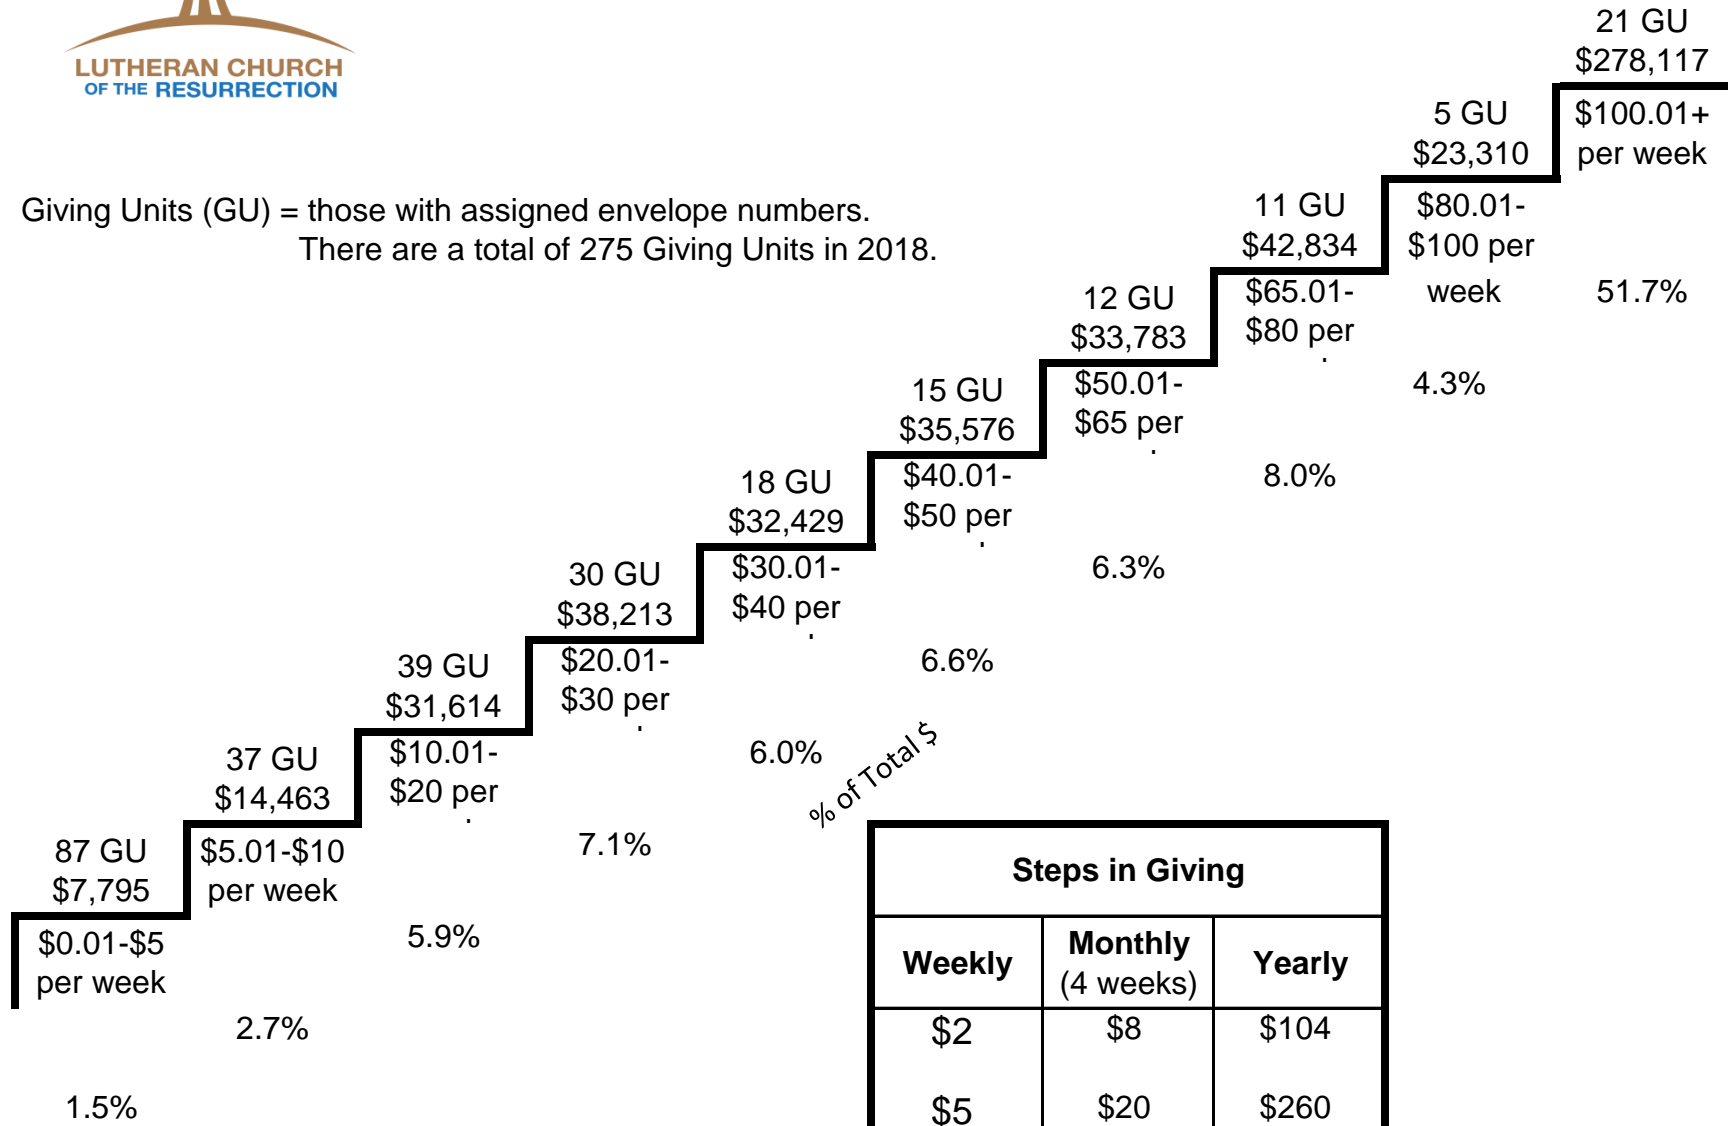 LUTHERAN CHURCH
OF THE RESURRECTION
Giving Units (GU) = those with assigned envelope numbers.
There are a total of 275 Giving Units in 2018.
21 GU
$278,117
$100.01+
per week
51.7%
5 GU
$23,310
$80.01-
$100 per
week
4.3%
11 GU
$42,834
$65.01-
$80 per
8.0%
12 GU
$33,783
$50.01-
$65 per
6.3%
15 GU
$35,576
$40.01-
$50 per
6.6%
18 GU
$32,429
$30.01-
$40 per
6.0%
30 GU
$38,213
$20.01-
$30 per
7.1%
39 GU
$31,614
$10.01-
$20 per
5.9%
37 GU
$14,463
$5.01-$10
per week
2.7%
87 GU
$7,795
$0.01-$5
per week
1.5%
% of Total $
Steps in Giving
Weekly Monthly (4 weeks) Yearly
$2 $8 $104
$5 $20 $260